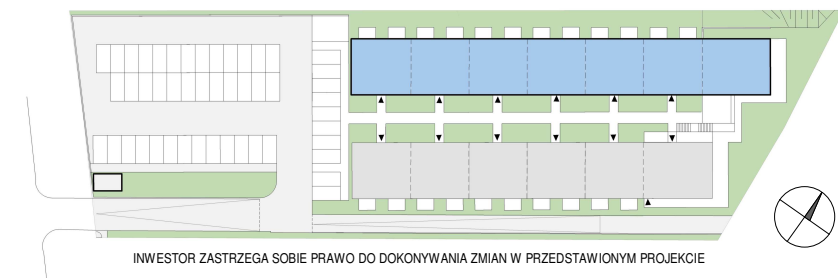 INWESTOR ZASTRZEGA SOBIE PRAWO DO DOKONYWANIA ZMIAN W PRZEDSTAWIONYM PROJEKCIE